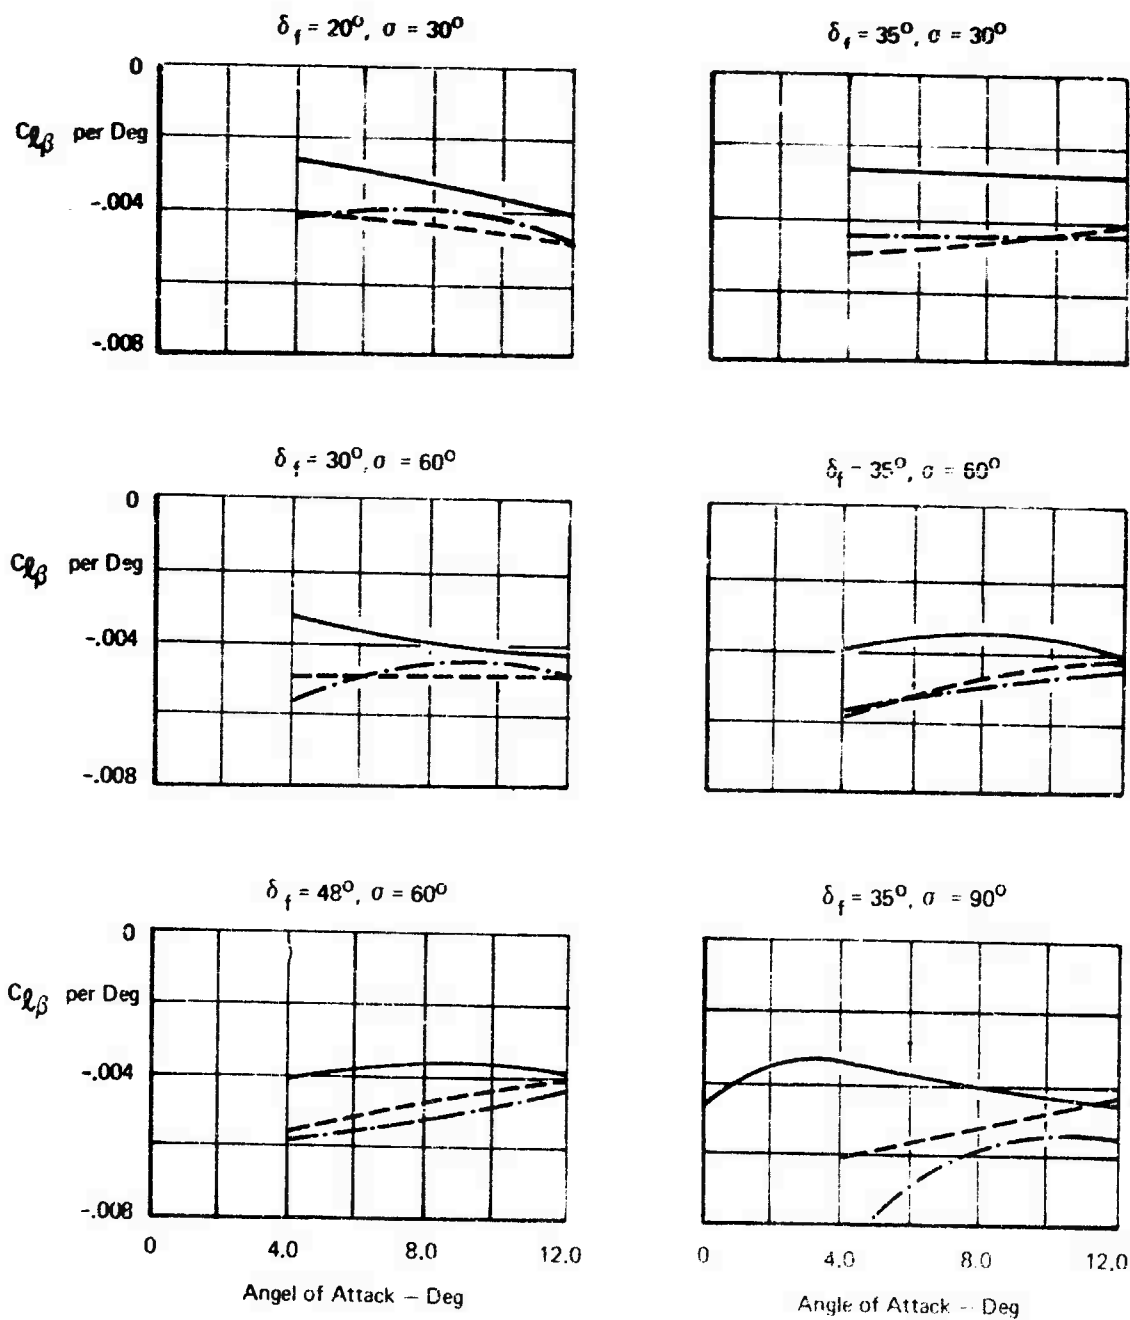 δf = 20°, σ = 30°
δf = 35°, σ = 30°
0
Cℓβ per Deg
-.004
-.008
δf = 30°, σ = 60°
δf = 35°, σ = 60°
0
Cℓβ per Deg
-.004
-.008
δf = 48°, σ = 60°
δf = 35°, σ = 90°
0
Cℓβ per Deg
-.004
-.008
0 4.0 8.0 12.0
0 4.0 8.0 12.0
Angel of Attack – Deg
Angle of Attack – Deg